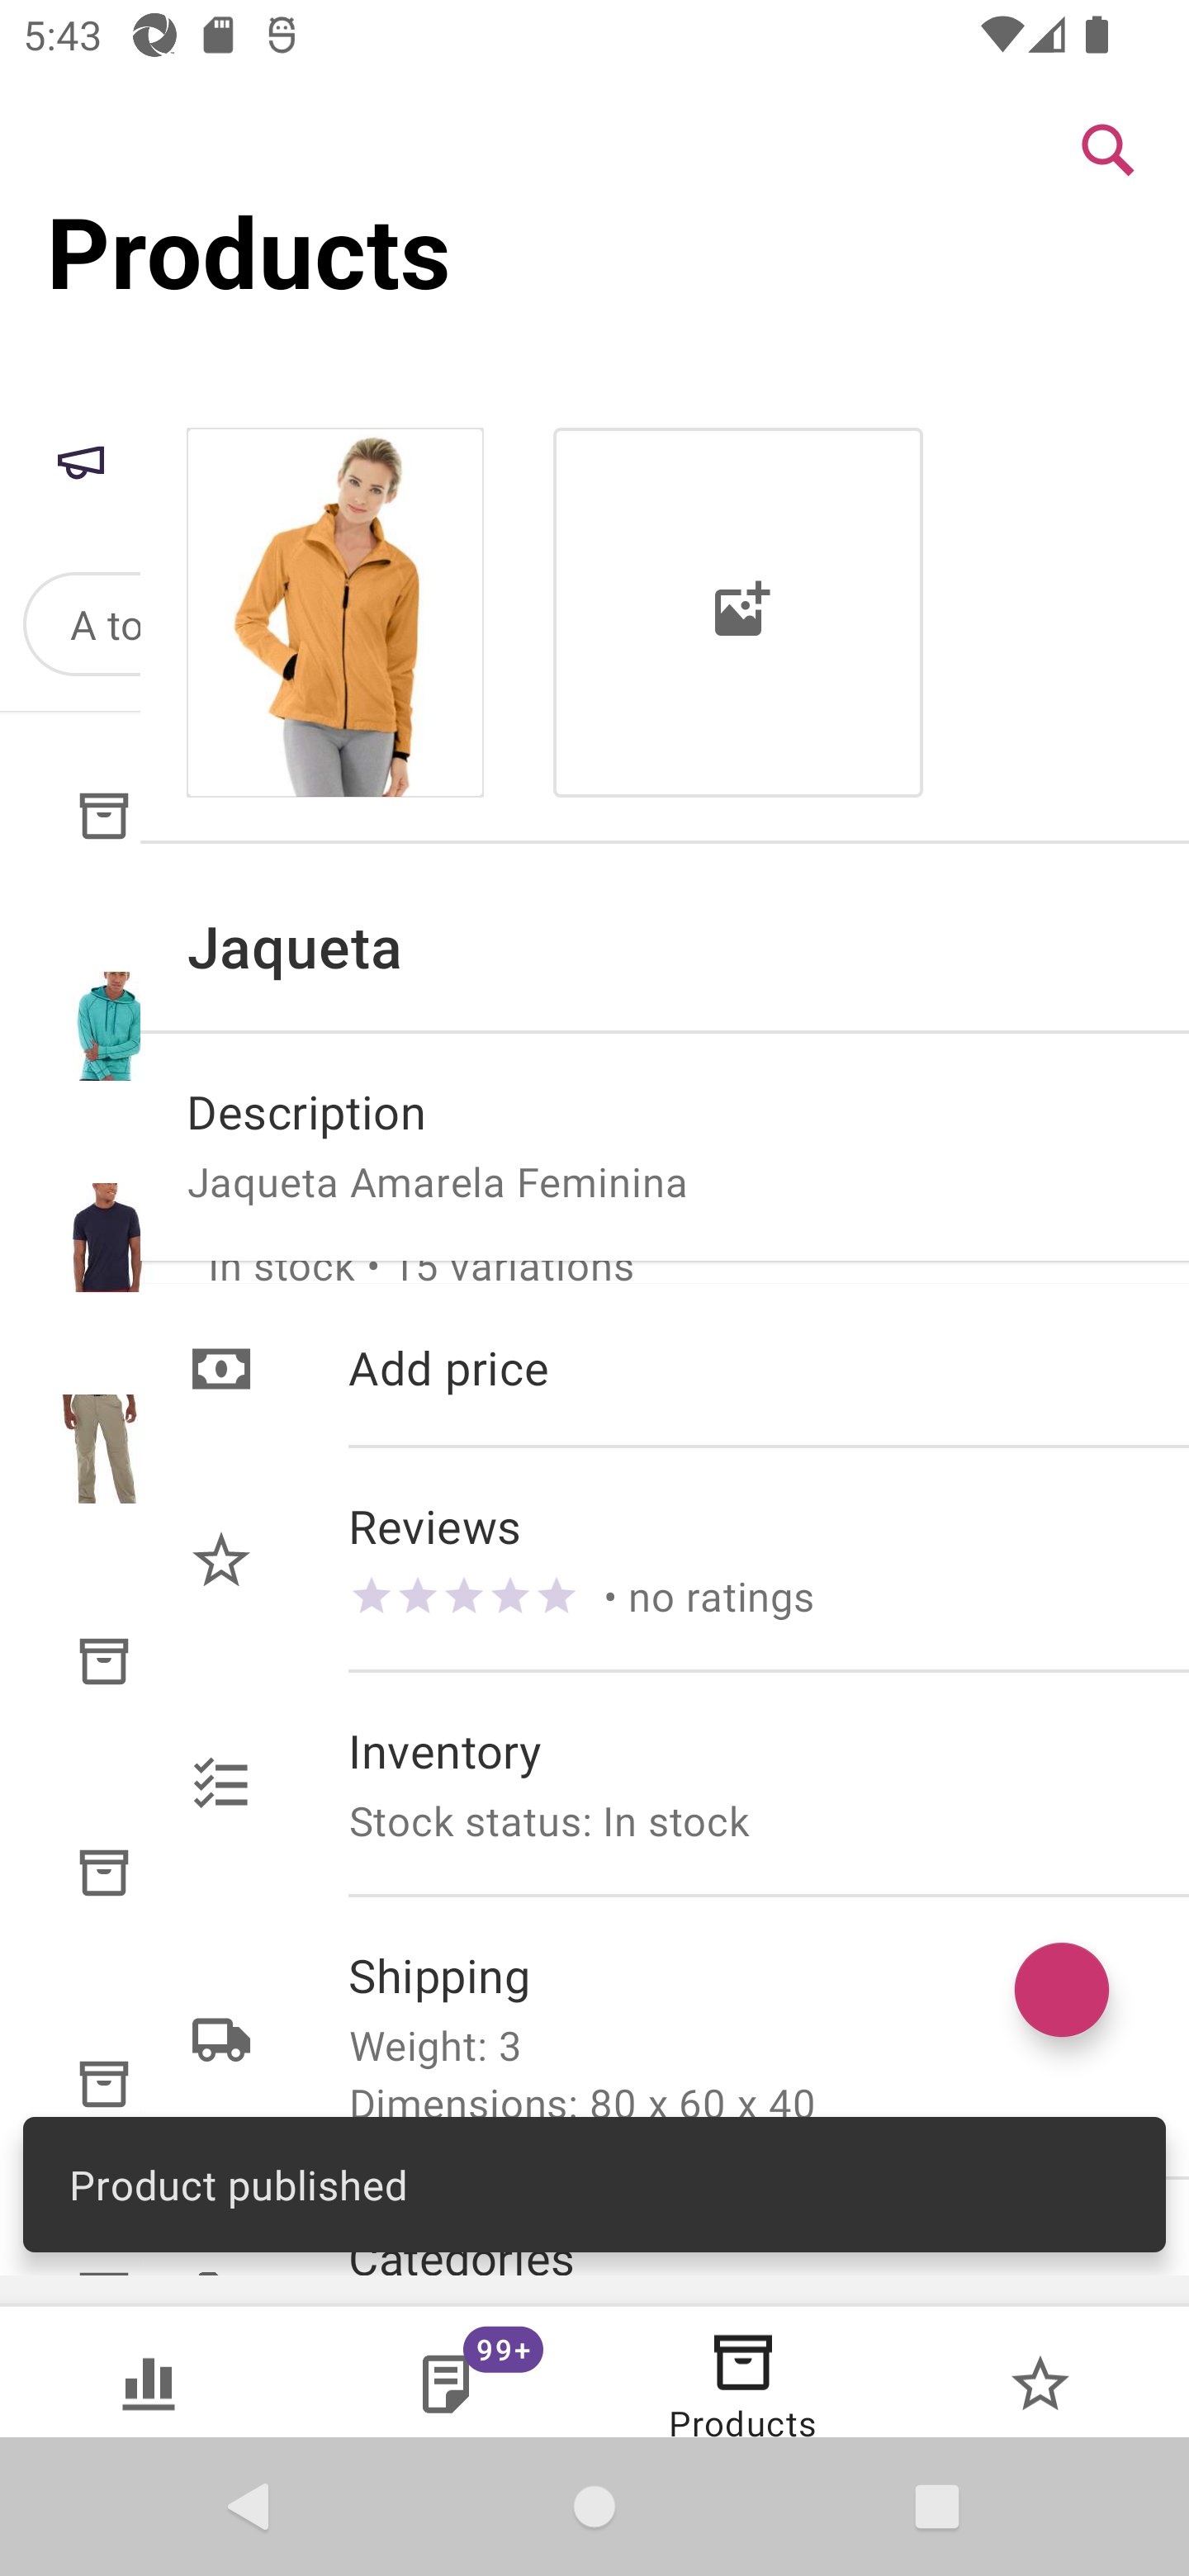 5:43
Products
A to
Jaqueta
Description
Jaqueta Amarela Feminina
In stock • 15 variations
Add price
Reviews
• no ratings
Inventory
Stock status: In stock
Shipping
Weight: 3
Dimensions: 80 x 60 x 40
Product published
Categories
99+
Products